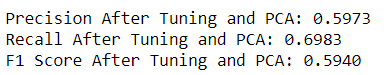 Precision After Tuning and PCA: 0.5973
Recall After Tuning and PCA: 0.6983
F1 Score After Tuning and PCA: 0.5940